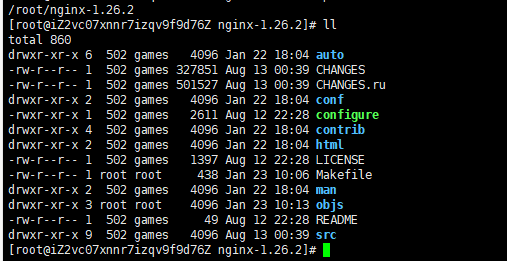 /root/nginx-1.26.2
[root@iZ2vc07xnnr7izqv9f9d76Z nginx-1.26.2]# ll
total 860
drwxr-xr-x 6  502 games   4096 Jan 22 18:04 auto
-rw-r--r-- 1  502 games 327851 Aug 13 00:39 CHANGES
-rw-r--r-- 1  502 games 501527 Aug 13 00:39 CHANGES.ru
drwxr-xr-x 2  502 games   4096 Jan 22 18:04 conf
-rwxr-xr-x 1  502 games   2611 Aug 12 22:28 configure
drwxr-xr-x 4  502 games   4096 Jan 22 18:04 contrib
drwxr-xr-x 2  502 games   4096 Jan 22 18:04 html
-rw-r--r-- 1  502 games   1397 Aug 12 22:28 LICENSE
-rw-r--r-- 1 root root     438 Jan 23 10:06 Makefile
drwxr-xr-x 2  502 games   4096 Jan 22 18:04 man
drwxr-xr-x 3 root root    4096 Jan 23 10:13 objs
-rw-r--r-- 1  502 games     49 Aug 12 22:28 README
drwxr-xr-x 9  502 games   4096 Aug 13 00:39 src
[root@iZ2vc07xnnr7izqv9f9d76Z nginx-1.26.2]#